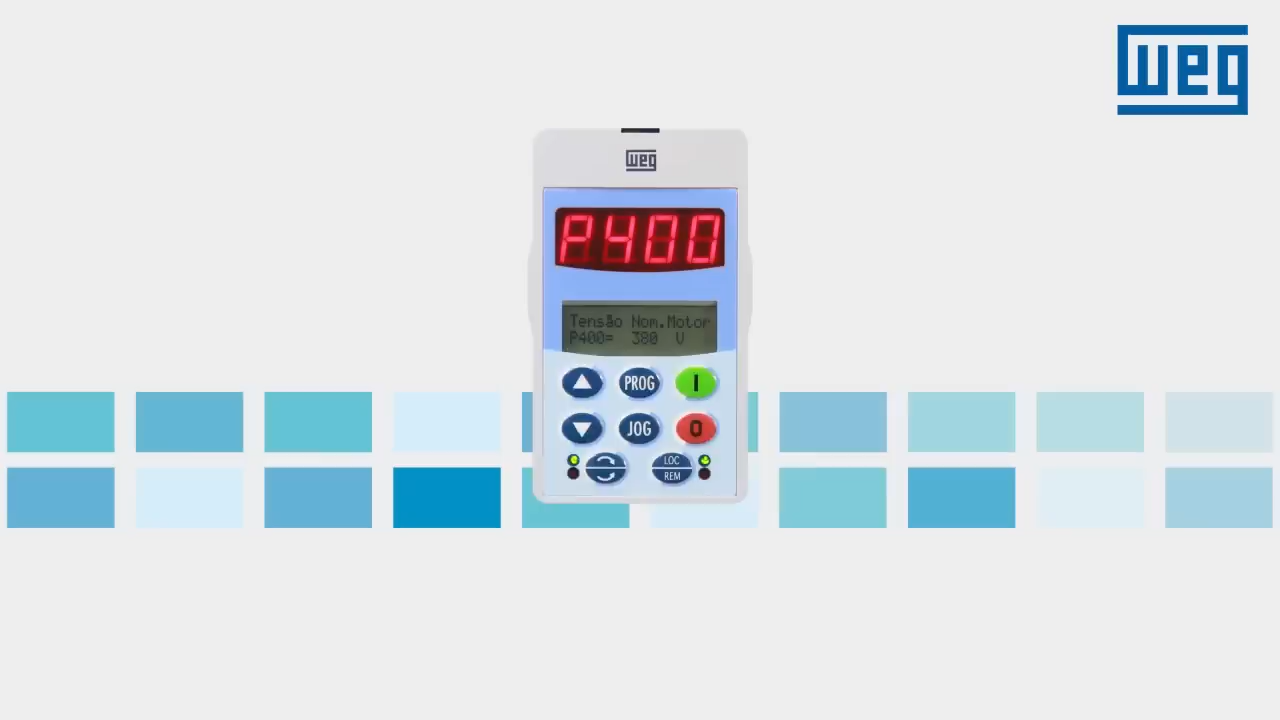 weg
weg
P400
Tensão Nom.Motor
P400= 380 V
PROG
I
JOG
0
LOC
REM